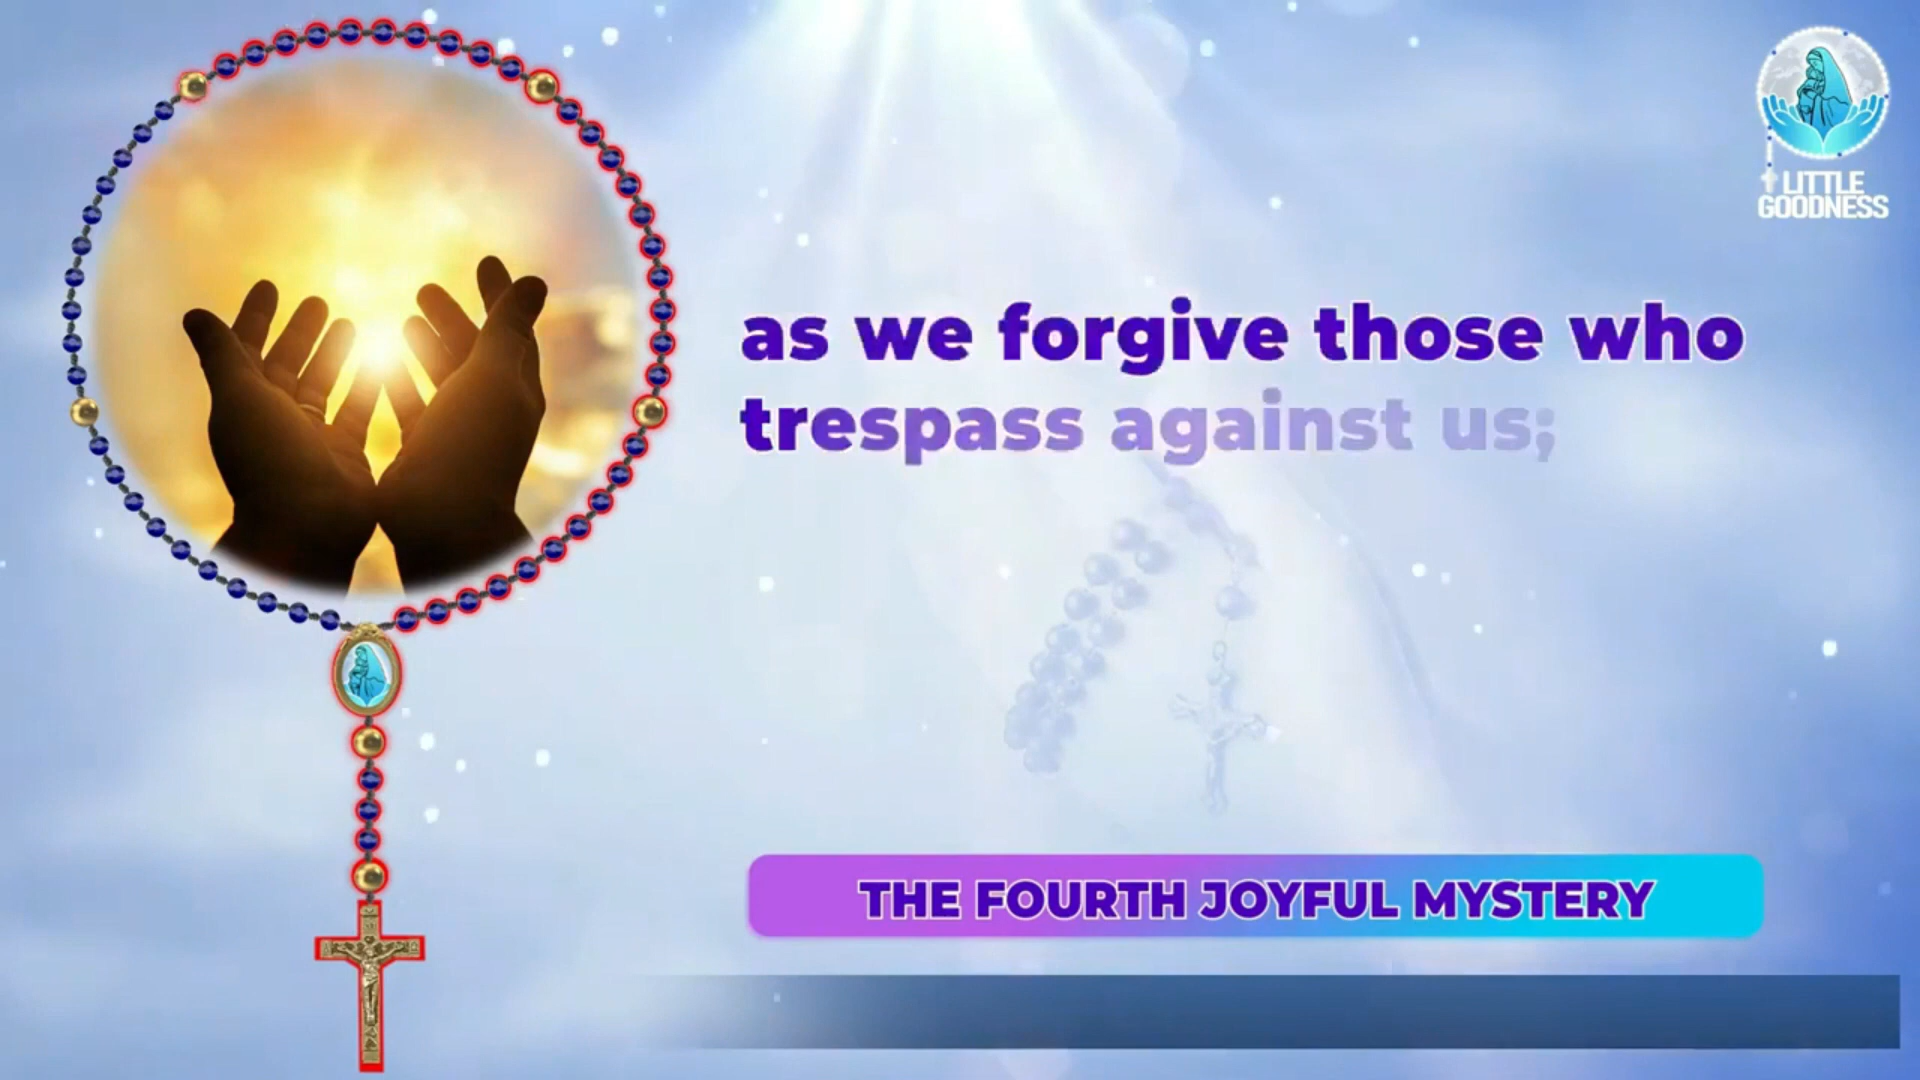 LITTLE
GOODNESS
as we forgive those who
trespass against us;
THE FOURTH JOYFUL MYSTERY